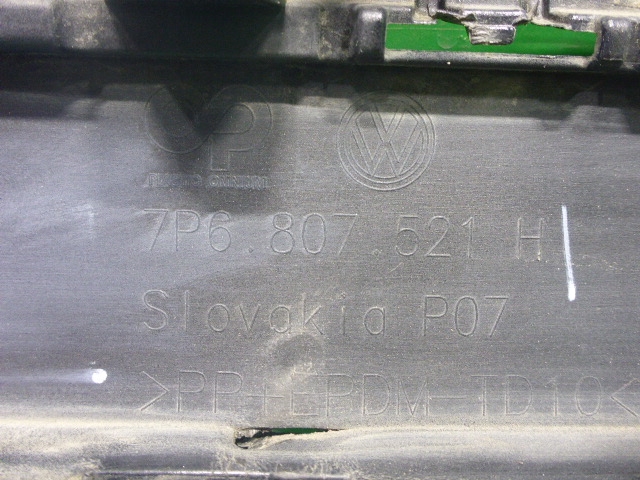 7P6.807.521 H
Slovakia P07
>PP+EPDM-TD10<